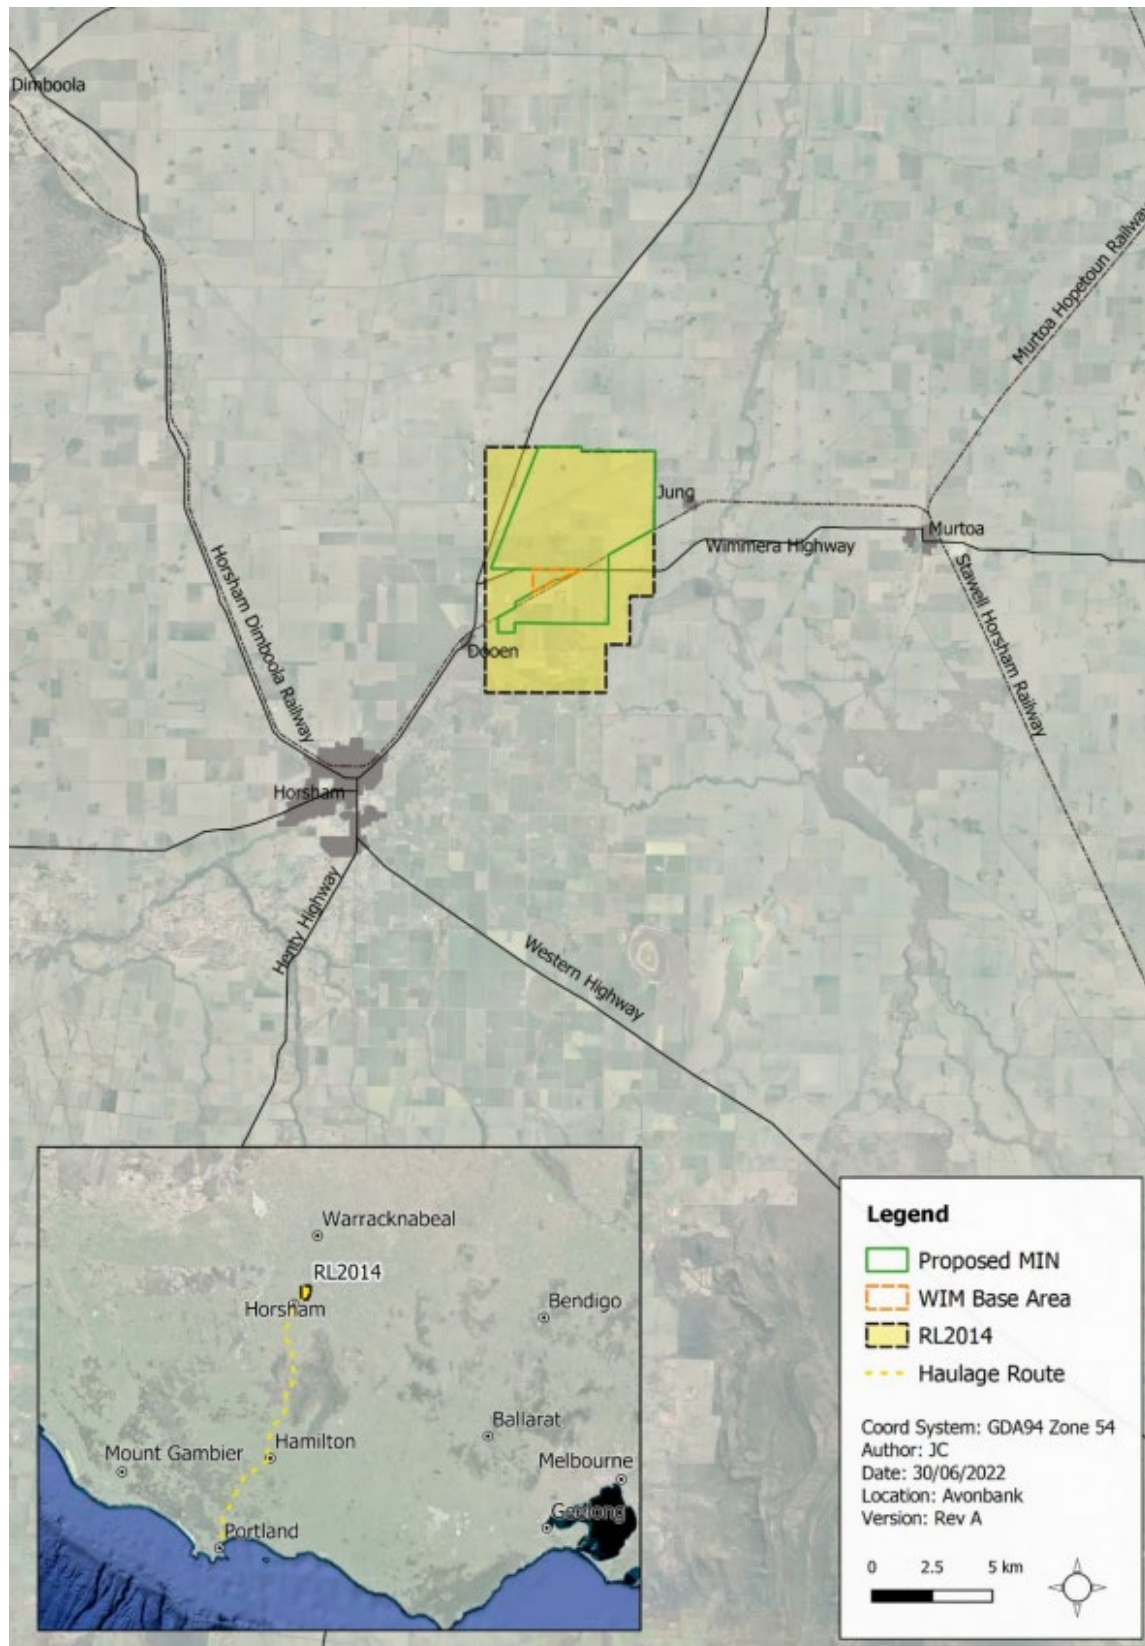 Dimboola
Murtoa Hopetoun Railway
Jung
Murtoa
Wimmera Highway
Horsham Dimboola Railway
Stawell Horsham Railway
Dooen
Horsham
Henty Highway
Western Highway
Warracknabeal
RL2014
Horsham
Bendigo
Ballarat
Hamilton
Mount Gambier
Melbourne
Geelong
Portland
Legend
Proposed MIN
WIM Base Area
RL2014
Haulage Route
Coord System: GDA94 Zone 54
Author: JC
Date: 30/06/2022
Location: Avonbank
Version: Rev A
0 2.5 5 km